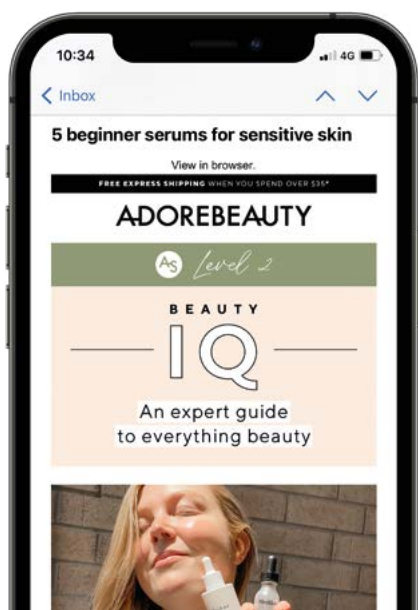 10:34
4G
Inbox
5 beginner serums for sensitive skin
View in browser.
FREE EXPRESS SHIPPING WHEN YOU SPEND OVER $35*
ADOREBEAUTY
AS Level 2
BEAUTY
IQ
An expert guide
to everything beauty